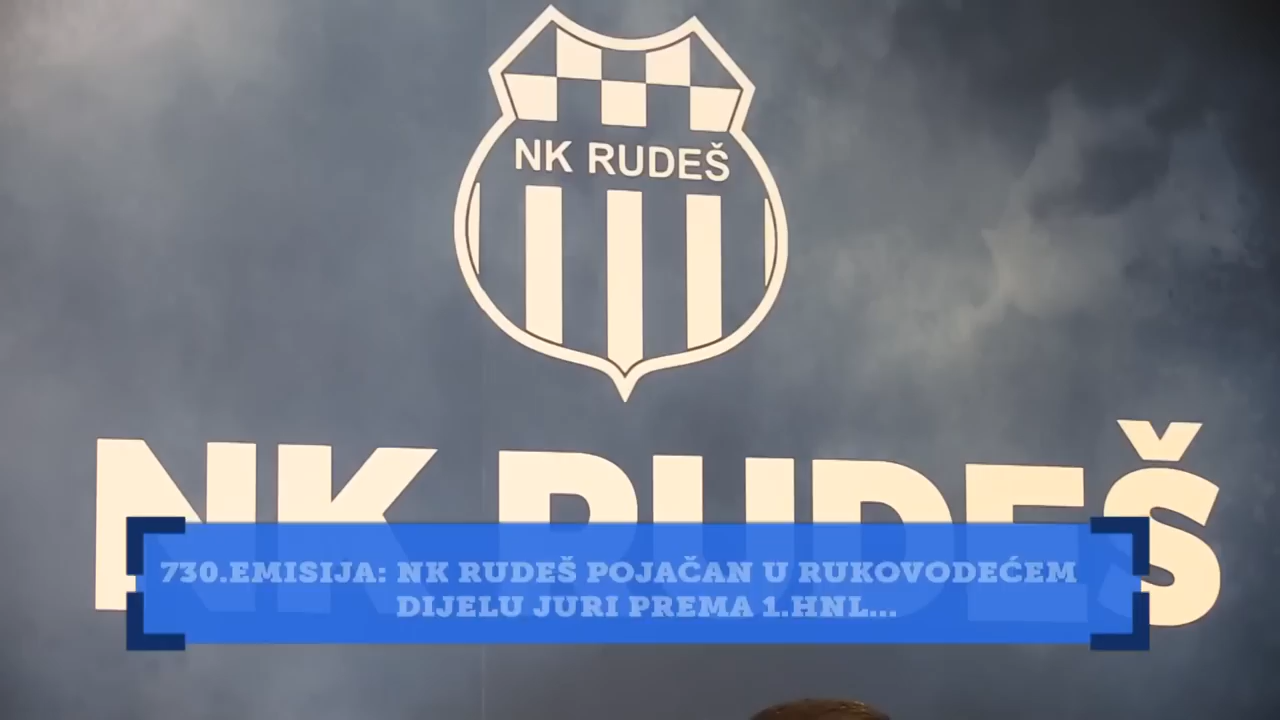 NK RUDEŠ
NK RUDEŠ
730.EMISIJA: NK RUDEŠ POJAČAN U RUKOVODEĆEM
DIJELU JURI PREMA 1.HNL...